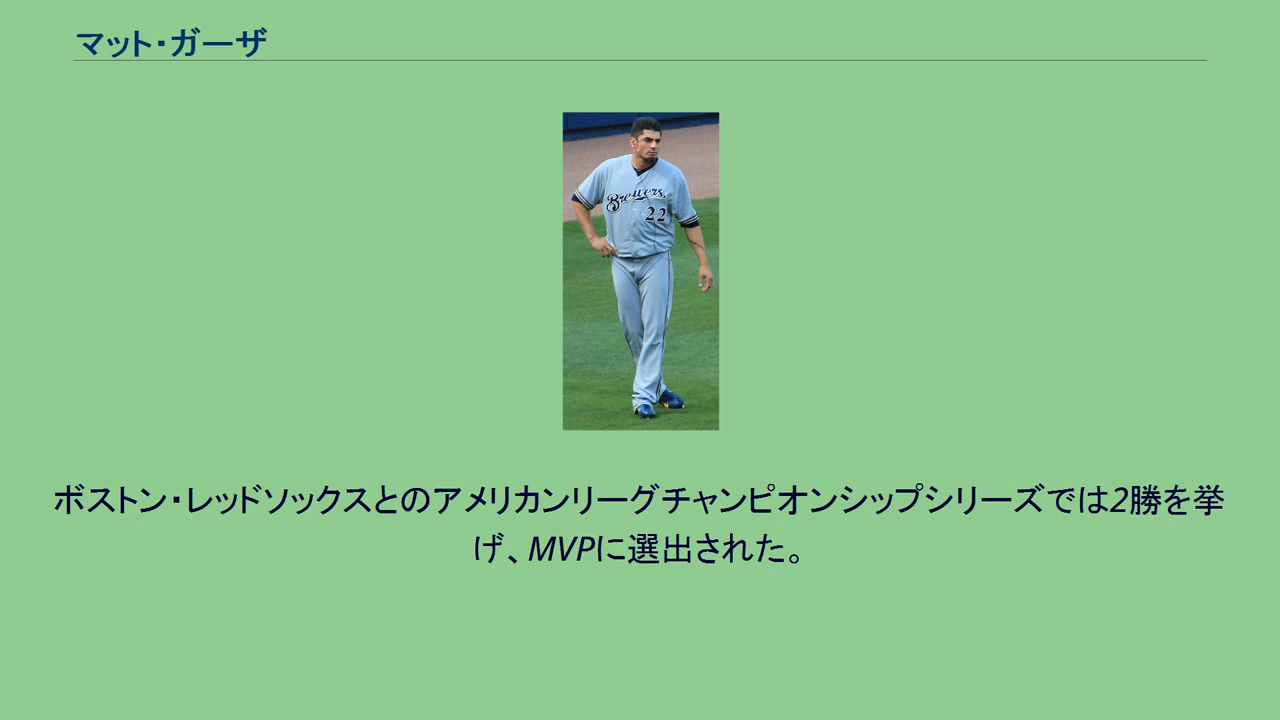 マット・ガーザ
Brewers
22
ボストン・レッドソックスとのアメリカンリーグチャンピオンシップシリーズでは2勝を挙
げ、MVPに選出された。